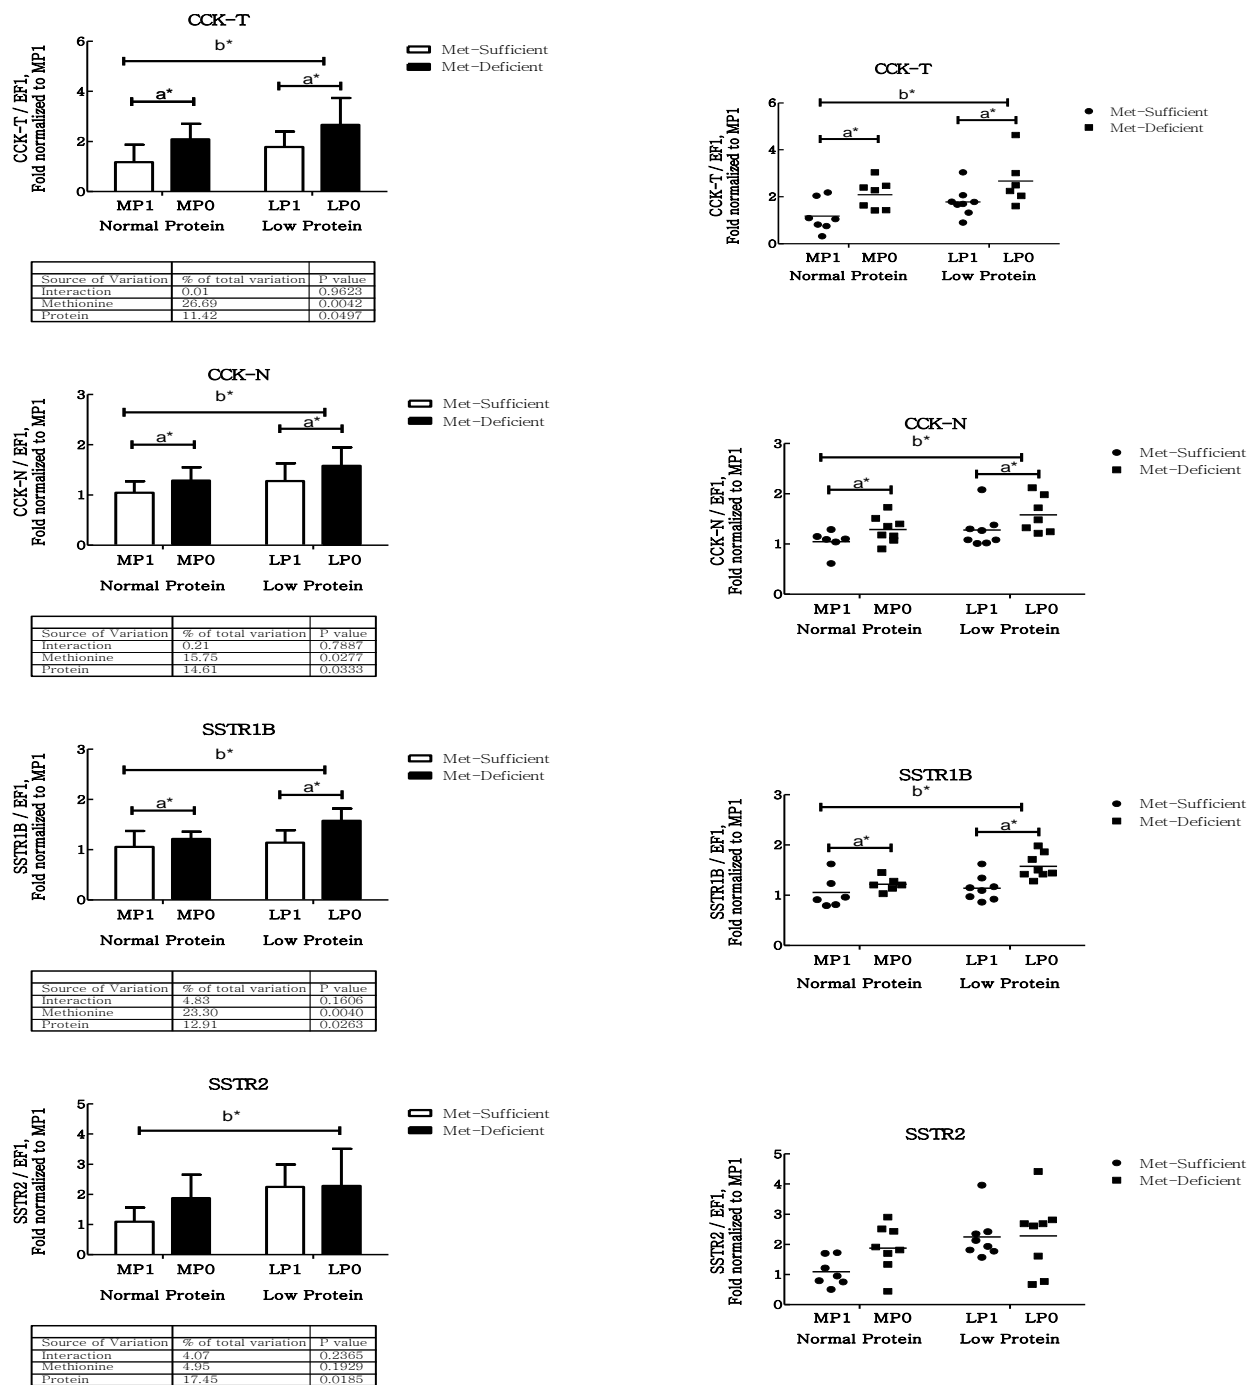 CCK-T
6
4
2
0
CCK-T / EF1,
Fold normalized to MP1
b*
a*
a*
Met-Sufficient
Met-Deficient
MP1 MP0 LP1 LP0
Normal Protein Low Protein
Source of Variation % of total variation P value
Interaction 0.01 0.9623
Methionine 26.69 0.0042
Protein 11.42 0.0497
CCK-T
6
4
2
0
CCK-T / EF1,
Fold normalized to MP1
b*
a*
a*
Met-Sufficient
Met-Deficient
MP1 MP0 LP1 LP0
Normal Protein Low Protein
CCK-N
3
2
1
0
CCK-N / EF1,
Fold normalized to MP1
b*
a*
a*
Met-Sufficient
Met-Deficient
MP1 MP0 LP1 LP0
Normal Protein Low Protein
Source of Variation % of total variation P value
Interaction 0.21 0.7887
Methionine 15.75 0.0277
Protein 14.61 0.0333
CCK-N
3
2
1
0
CCK-N / EF1,
Fold normalized to MP1
b*
a*
a*
Met-Sufficient
Met-Deficient
MP1 MP0 LP1 LP0
Normal Protein Low Protein
SSTR1B
3
2
1
0
SSTR1B / EF1,
Fold normalized to MP1
b*
a*
a*
Met-Sufficient
Met-Deficient
MP1 MP0 LP1 LP0
Normal Protein Low Protein
Source of Variation % of total variation P value
Interaction 4.83 0.1606
Methionine 23.30 0.0040
Protein 12.91 0.0263
SSTR1B
3
2
1
0
SSTR1B / EF1,
Fold normalized to MP1
b*
a*
a*
Met-Sufficient
Met-Deficient
MP1 MP0 LP1 LP0
Normal Protein Low Protein
SSTR2
5
4
3
2
1
0
SSTR2 / EF1,
Fold normalized to MP1
b*
Met-Sufficient
Met-Deficient
MP1 MP0 LP1 LP0
Normal Protein Low Protein
Source of Variation % of total variation P value
Interaction 4.07 0.2365
Methionine 4.95 0.1929
Protein 17.45 0.0185
SSTR2
5
4
3
2
1
0
SSTR2 / EF1,
Fold normalized to MP1
Met-Sufficient
Met-Deficient
MP1 MP0 LP1 LP0
Normal Protein Low Protein